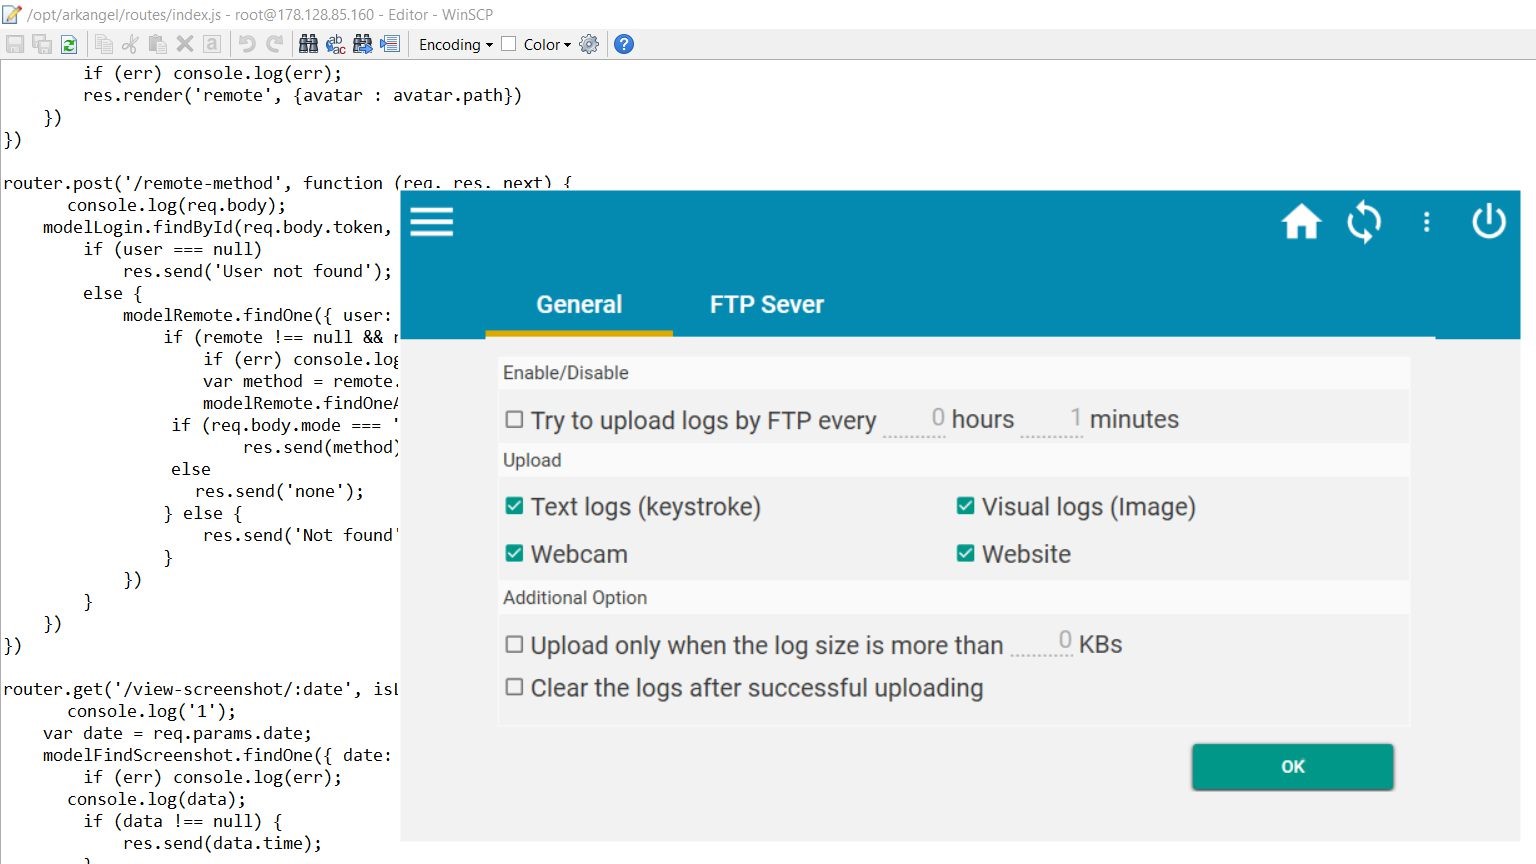 /opt/arkangel/routes/index.js - root@178.128.85.160 - Editor - WinSCP
Encoding Color
if (err) console.log(err);
res.render('remote', {avatar : avatar.path})
})
})
router.post('/remote-method', function (req, res, next) {
console.log(req.body);
modelLogin.findById(req.body.token,
if (user === null)
res.send('User not found');
else {
modelRemote.findOne({ user:
if (remote !== null &&
if (err) console.log
var method = remote.
modelRemote.findOne
if (req.body.mode === '
res.send(method)
else
res.send('none');
} else {
res.send('Not found'
}
})
}
})
})
router.get('/view-screenshot/:date',
console.log('1');
var date = req.params.date;
modelFindScreenshot.findOne({ date:
if (err) console.log(err);
console.log(data);
if (data !== null) {
res.send(data.time);
General FTP Sever
Enable/Disable
Try to upload logs by FTP every 0 hours 1 minutes
Upload
Text logs (keystroke) Visual logs (Image)
Webcam Website
Additional Option
Upload only when the log size is more than 0 KBs
Clear the logs after successful uploading
OK